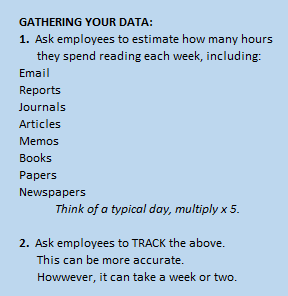 GATHERING YOUR DATA:
1. Ask employees to estimate how many hours
they spend reading each week, including:
Email
Reports
Journals
Articles
Memos
Books
Papers
Newspapers
Think of a typical day, multiply x 5.
2. Ask employees to TRACK the above.
This can be more accurate.
Howwever, it can take a week or two.